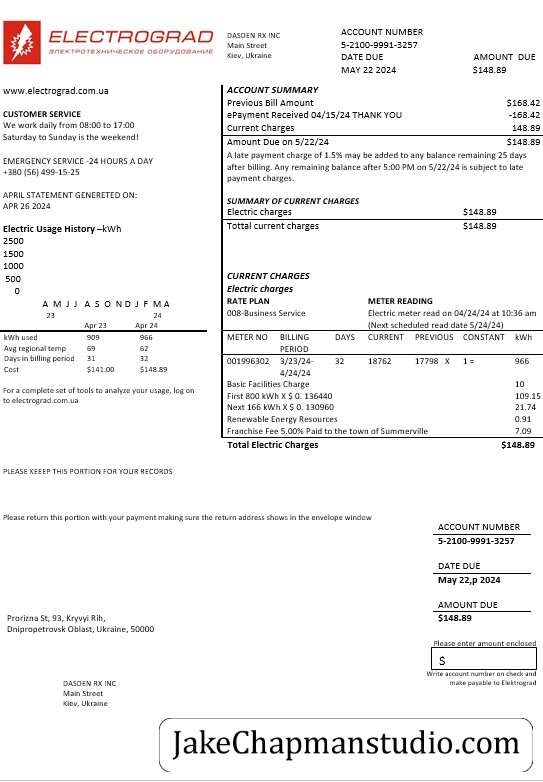 ELECTROGRAD
ЭЛЕКТРОТЕХНИЧЕСКОЕ ОБОРУДОВАНИЕ
DASOEN RX INC
Main Street
Kiev, Ukraine
ACCOUNT NUMBER
5-2100-9991-3257
DATE DUE AMOUNT DUE
MAY 22 2024 $148.89
www.electrograd.com.ua
CUSTOMER SERVICE
We work daily from 08:00 to 17:00
Saturday to Sunday is the weekend!
EMERGENCY SERVICE -24 HOURS A DAY
+380 (56) 499-15-25
APRIL STATEMENT GENERETED ON:
APR 26 2024
Electric Usage History –kWh
2500
1500
1000
500
0
A M J J A S O N D J F M A
23 24
Apr 23 Apr 24
kWh used 909 966
Avg regional temp 69 62
Days in billing period 31 32
Cost $141.00 $148.89
For a complete set of tools to analyze your usage, log on
to electrograd.com.ua
ACCOUNT SUMMARY
Previous Bill Amount $168.42
ePayment Received 04/15/24 THANK YOU -168.42
Current Charges 148.89
Amount Due on 5/22/24 $148.89
A late payment charge of 1.5% may be added to any balance remaining 25 days
after billing. Any remaining balance after 5:00 PM on 5/22/24 is subject to late
payment charges.
SUMMARY OF CURRENT CHARGES
Electric charges $148.89
Tottal current charges $148.89
CURRENT CHARGES
Electric charges
RATE PLAN METER READING
008-Business Service Electric meter read on 04/24/24 at 10:36 am
(Next scheduled read date 5/24/24)
METER NO BILLING DAYS CURRENT PREVIOUS CONSTANT kWh
PERIOD
001996302 3/23/24- 32 18762 17798 X 1 = 966
4/24/24
Basic Facilities Charge 10
First 800 kWh X $ 0. 136440 109.15
Next 166 kWh X $ 0. 130960 21.74
Renewable Energy Resources 0.91
Franchise Fee 5.00% Paid to the town of Summerville 7.09
Total Electric Charges $148.89
PLEASE KEEEP THIS PORTION FOR YOUR RECORDS
Please return this portion with your payment making sure the return address shows in the envelope window
ACCOUNT NUMBER
5-2100-9991-3257
DATE DUE
May 22,p 2024
AMOUNT DUE
$148.89
Prorizna St, 93, Kryvyi Rih,
Dnipropetrovsk Oblast, Ukraine, 50000
Please enter amount enclosed
$
Write account number on check and
make payable to Elektrograd
DASOEN RX INC
Main Street
Kiev, Ukraine
JakeChapmanstudio.com